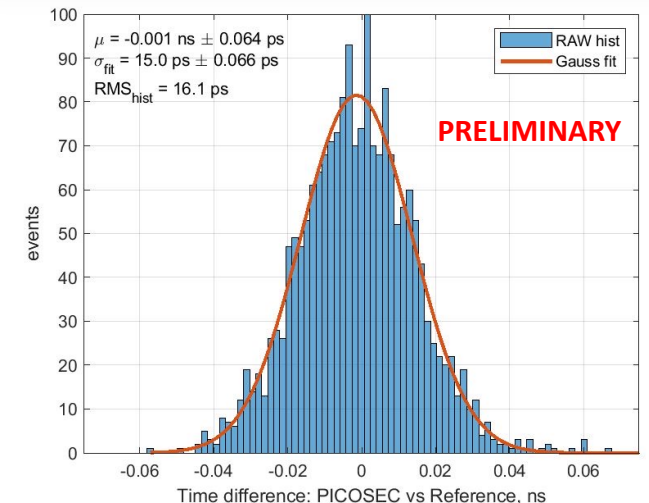 μ = -0.001 ns ± 0.064 ps
σfit = 15.0 ps ± 0.066 ps
RMShist = 16.1 ps
RAW hist
Gauss fit
PRELIMINARY
events
100
90
80
70
60
50
40
30
20
10
0
-0.06 -0.04 -0.02 0 0.02 0.04 0.06
Time difference: PICOSEC vs Reference, ns